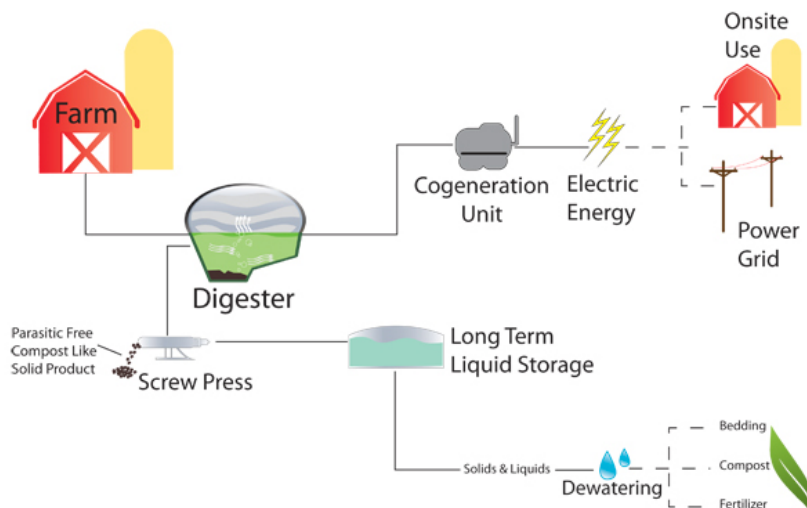 Onsite
Use
Farm
Cogeneration
Unit
Electric
Energy
Power
Grid
Digester
Parasitic Free
Compost Like
Solid Product
Screw Press
Long Term
Liquid Storage
Solids & Liquids
Dewatering
Bedding
Compost
Fertilizer